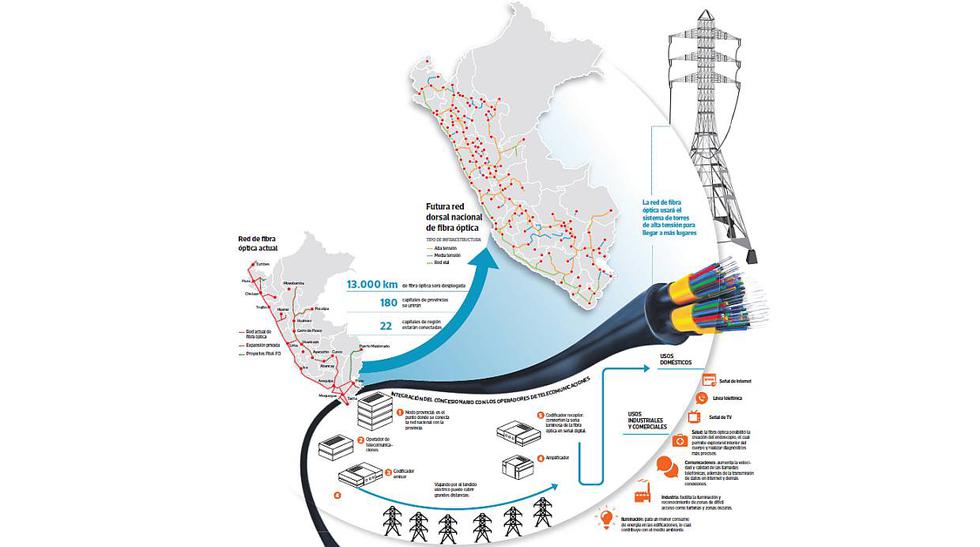 Futura red
dorsal nacional
de fibra óptica
TIPO DE INFRAESTRUCTURA
Alta tensión
Media tensión
Red vial
La red de fibra
óptica usará el
sistema de torres
de alta tensión para
llegar a más lugares
Red de fibra
óptica actual
Tumbes
Piura
Chiclayo
Moyobamba
Trujillo
Huaraz
Pucallpa
Huánuco
Cerro de Pasco
Huancayo
Lima
Ayacucho
Cusco
Puerto Maldonado
Ica
Abancay
Arequipa
Puno
Moquegua
Tacna
Red actual de
fibra óptica
Expansión privada
13.000 km
de fibra óptica será desplegada
180
capitales de provincias
se unirán
22
capitales de región
estarán conectadas
INTEGRACIÓN DEL CONCESIONARIO CON LOS OPERADORES DE TELECOMUNICACIONES
1
Nodo provincial: es el
punto donde se conecta
la red nacional con la
provincia.
2
Operador de
telecomunica-
ciones
3
Codificador
emisor
4
Viajando por el tendido
eléctrico puede cubrir
grandes distancias.
5
Codificador receptor:
convierten la señal
luminosa de la fibra
óptica en señal digital.
4
Amplificador
USOS
DOMÉSTICOS
Señal de Internet
Línea telefónica
Señal de TV
USOS
INDUSTRIALES
Y COMERCIALES
Salud: la fibra óptica posibilitó la
creación del endoscopio, el cual
permite explorar el interior del
cuerpo y realizar diagnósticos
más precisos.
Comunicaciones: aumenta la veloci-
dad y calidad de las llamadas
telefónicas, además de la transmisión
de datos en Internet y demás
conexiones.
Industria: facilita la iluminación y
reconocimiento de zonas de difícil
acceso como turbinas y zonas oscuras.
Iluminación: para un menor consumo
de energía en las edificaciones, lo cual
contribuye con el medio ambiente.